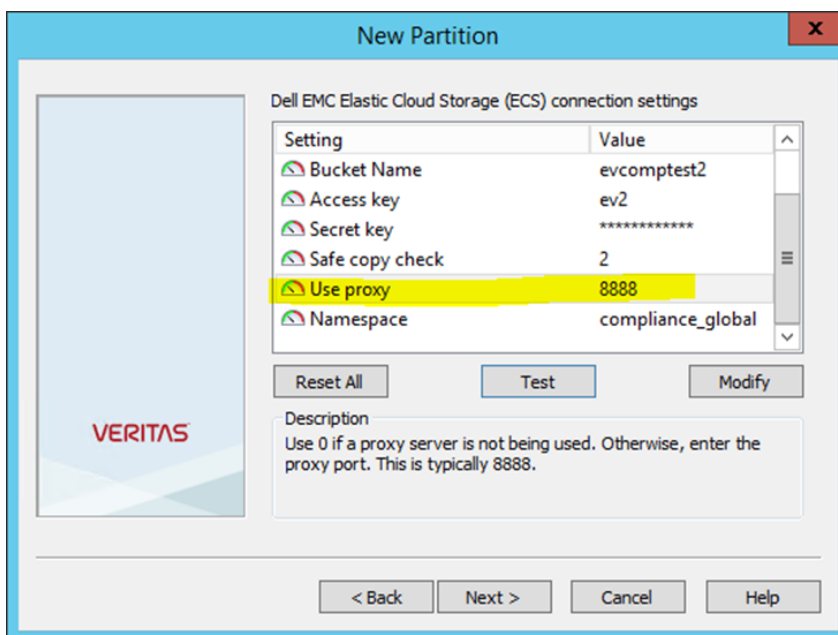 New Partition
x
Dell EMC Elastic Cloud Storage (ECS) connection settings
Setting Value
Bucket Name evcomptest2
Access key ev2
Secret key ************
Safe copy check 2
Use proxy 8888
Namespace compliance_global
Reset All Test Modify
VERITAS
Description
Use 0 if a proxy server is not being used. Otherwise, enter the
proxy port. This is typically 8888.
< Back Next > Cancel Help